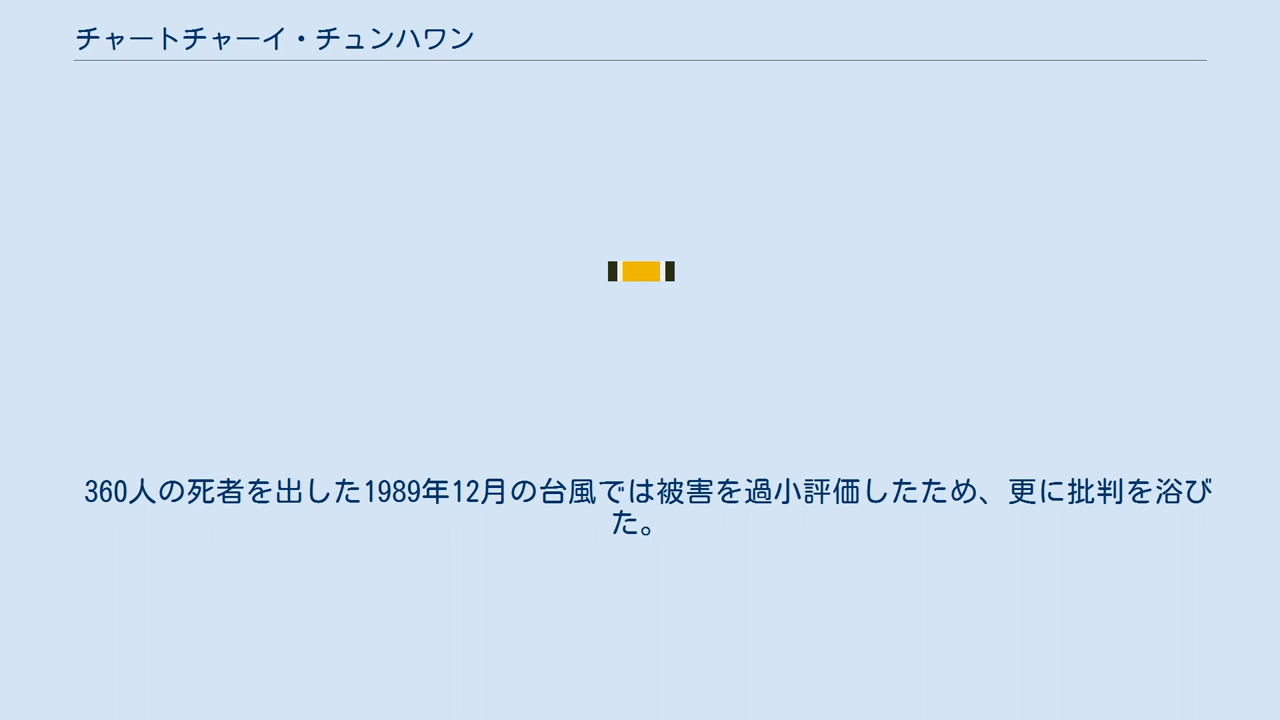 チャートチャーイ・チュンハワン
360人の死者を出した1989年12月の台風では被害を過小評価したため、更に批判を浴び
た。